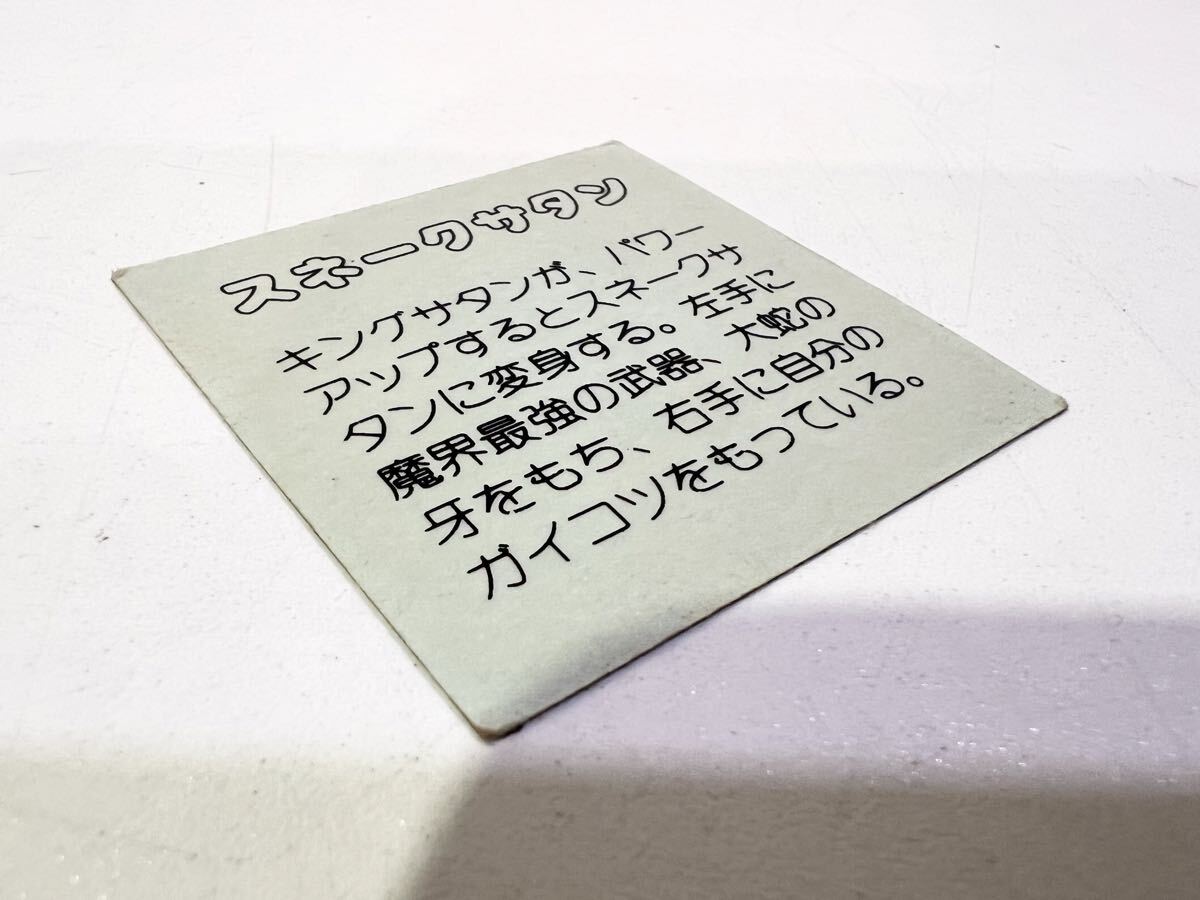 スネークサタン
キングサタンが、パワー
アップするとスネークサ
タンに変身する。左手に
魔界最強の武器、大蛇の
牙をもち、右手に自分の
ガイコツをもっている。